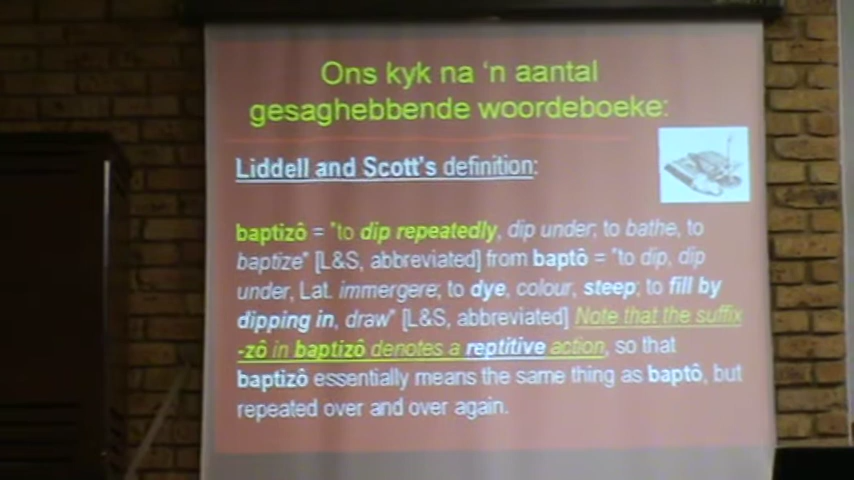 Ons kyk na ‘n aantal
gesaghebbende woordeboeke:
Liddell and Scott's definition:
baptizô = "to dip repeatedly, dip under; to bathe, to
baptize" [L&S, abbreviated] from baptô = "to dip, dip
under, Lat. immergere; to dye, colour, steep; to fill by
dipping in, draw" [L&S, abbreviated] Note that the suffix
-zô in baptizô denotes a reptitive action, so that
baptizô essentially means the same thing as baptô, but
repeated over and over again.